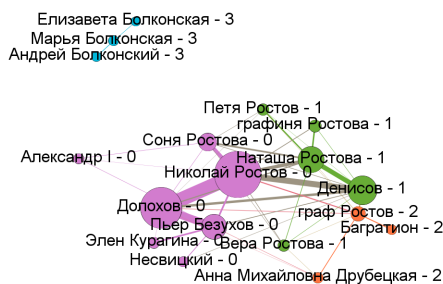 Елизавета Болконская - 3
Марья Болконская - 3
Андрей Болконский - 3
Петя Ростов - 1
графиня Ростова - 1
Соня Ростова - 0
Наташа Ростова - 1
Александр I - 0
Николай Ростов - 0
Денисов - 1
Долохов - 0
граф Ростов - 2
Пьер Безухов - 0
Багратион - 2
Элен Курагина - 0
Вера Ростова - 1
Несвицкий - 0
Анна Михайловна Друбецкая - 2